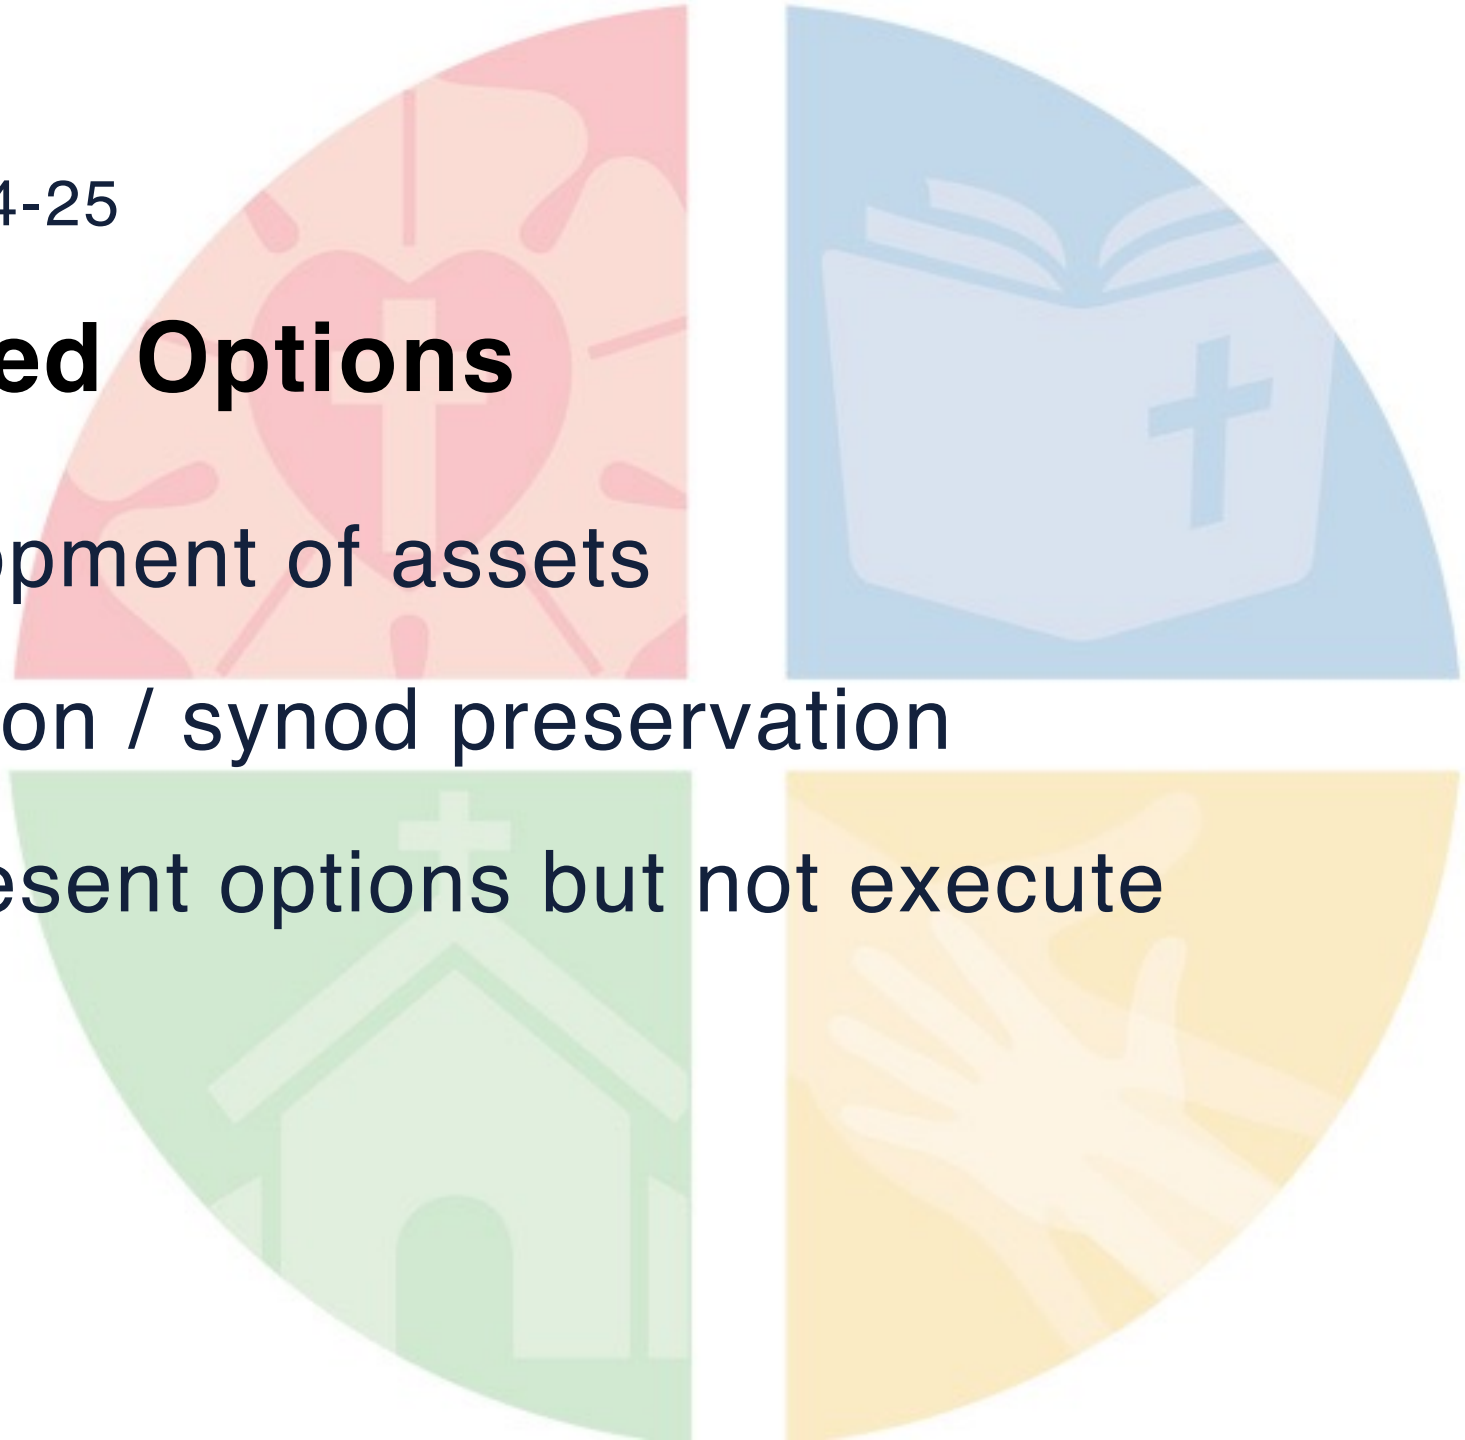 4-25
ed Options
opment of assets
on / synod preservation
esent options but not execute